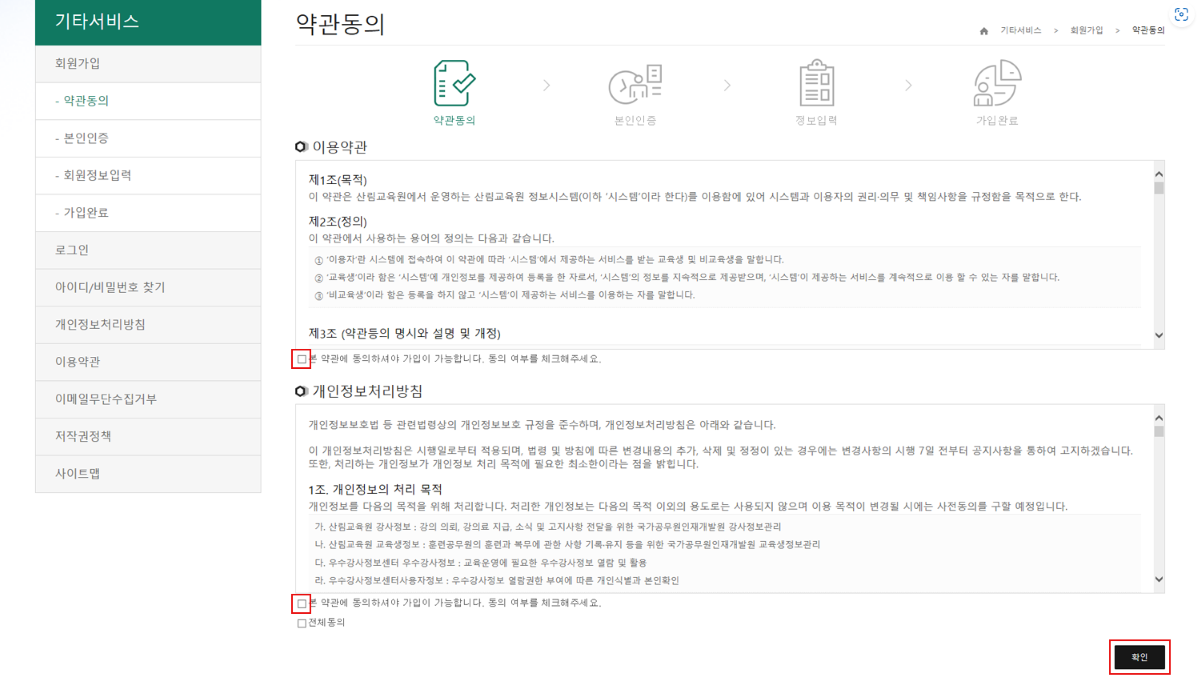 기타서비스
회원가입
- 약관동의
- 본인인증
- 회원정보입력
- 가입완료
로그인
아이디/비밀번호 찾기
개인정보처리방침
이용약관
이메일무단수집거부
저작권정책
사이트맵
약관동의
기타서비스 > 회원가입 > 약관동의
약관동의
본인인증
정보입력
가입완료
이용약관
제1조(목적)
이 약관은 산림교육원에서 운영하는 산림교육원 정보시스템(이하 '시스템'이라 한다)를 이용함에 있어 시스템과 이용자의 권리·의무 및 책임사항을 규정함을 목적으로 한다.
제2조(정의)
이 약관에서 사용하는 용어의 정의는 다음과 같습니다.
① '이용자'란 시스템에 접속하여 이 약관에 따라 '시스템'에서 제공하는 서비스를 받는 교육생 및 비교육생을 말합니다.
② '교육생'이라 함은 '시스템'에 개인정보를 제공하여 등록을 한 자로서, '시스템'의 정보를 지속적으로 제공받으며, '시스템'이 제공하는 서비스를 계속적으로 이용 할 수 있는 자를 말합니다.
③ '비교육생'이라 함은 등록을 하지 않고 '시스템'이 제공하는 서비스를 이용하는 자를 말합니다.
제3조 (약관등의 명시와 설명 및 개정)
본 약관에 동의하셔야 가입이 가능합니다. 동의 여부를 체크해주세요.
개인정보처리방침
개인정보보호법 등 관련법령상의 개인정보보호 규정을 준수하며, 개인정보처리방침은 아래와 같습니다.
이 개인정보처리방침은 시행일로부터 적용되며, 법령 및 방침에 따른 변경내용의 추가, 삭제 및 정정이 있는 경우에는 변경사항의 시행 7일 전부터 공지사항을 통하여 고지하겠습니다.
또한, 처리하는 개인정보가 개인정보 처리 목적에 필요한 최소한이라는 점을 밝힙니다.
1조. 개인정보의 처리 목적
개인정보를 다음의 목적을 위해 처리합니다. 처리한 개인정보는 다음의 목적 이외의 용도로는 사용되지 않으며 이용 목적이 변경될 시에는 사전동의를 구할 예정입니다.
가. 산림교육원 강사정보 : 강의 의뢰, 강의료 지급, 소식 및 고지사항 전달을 위한 국가공무원인재개발원 강사정보관리
나. 산림교육원 교육생정보 : 훈련공무원의 훈련과 복무에 관한 사항 기록·유지 등을 위한 국가공무원인재개발원 교육생정보관리
다. 우수강사정보센터 우수강사정보 : 교육운영에 필요한 우수강사정보 열람 및 활용
라. 우수강사정보센터사용자정보 : 우수강사정보 열람권한 부여에 따른 개인식별과 본인확인
본 약관에 동의하셔야 가입이 가능합니다. 동의 여부를 체크해주세요.
전체동의
확인